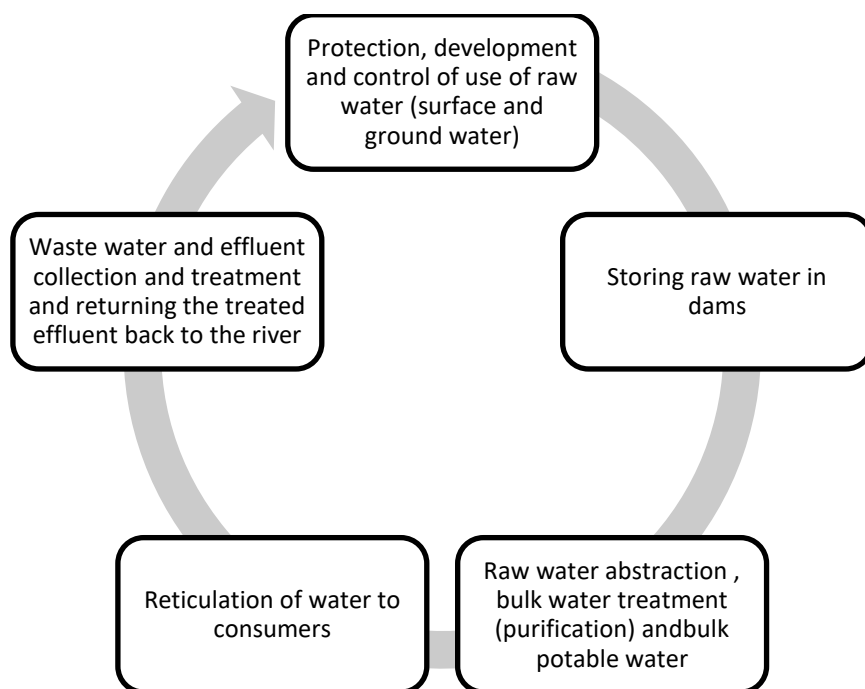 Protection, development
and control of use of raw
water (surface and
ground water)
Storing raw water in
dams
Raw water abstraction ,
bulk water treatment
(purification) andbulk
potable water
Reticulation of water to
consumers
Waste water and effluent
collection and treatment
and returning the treated
effluent back to the river